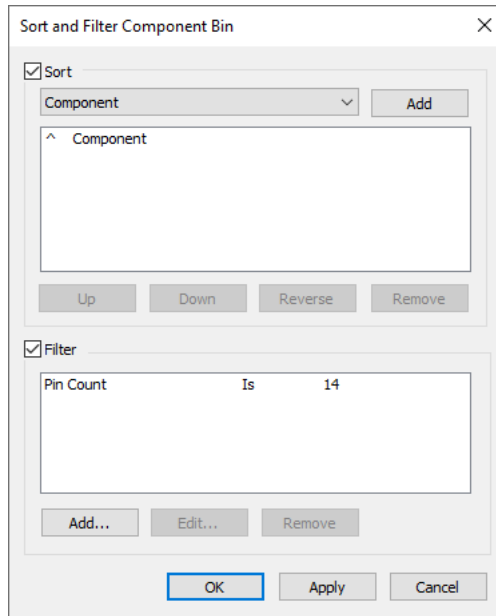 Sort and Filter Component Bin
Sort
Component
Add
^ Component
Up Down Reverse Remove
Filter
Pin Count Is 14
Add... Edit... Remove
OK Apply Cancel